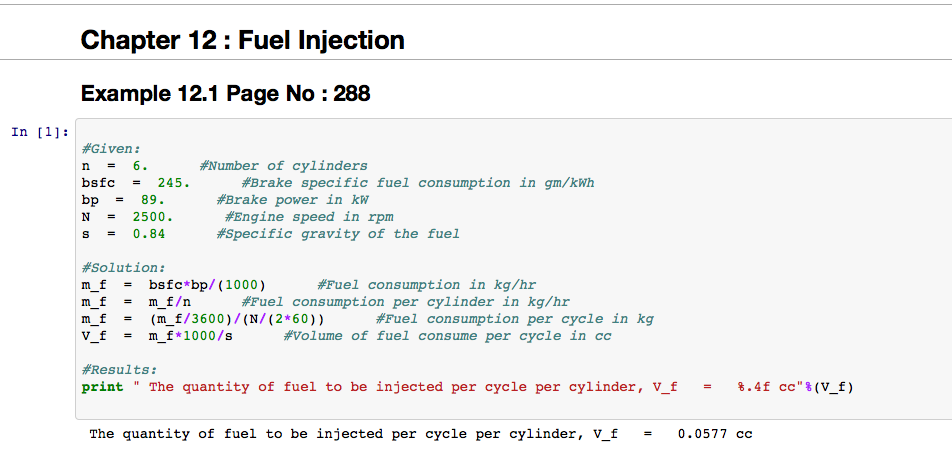 Chapter 12 : Fuel Injection
Example 12.1 Page No : 288
In [1]:
#Given:
n  =  6.      #Number of cylinders
bsfc  =  245.      #Brake specific fuel consumption in gm/kWh
bp  =  89.      #Brake power in kW
N  =  2500.      #Engine speed in rpm
s  =  0.84      #Specific gravity of the fuel
#Solution:
m_f  =  bsfc*bp/(1000)      #Fuel consumption in kg/hr
m_f  =  m_f/n      #Fuel consumption per cylinder in kg/hr
m_f  =  (m_f/3600)/(N/(2*60))      #Fuel consumption per cycle in kg
V_f  =  m_f*1000/s      #Volume of fuel consume per cycle in cc
#Results:
print " The quantity of fuel to be injected per cycle per cylinder, V_f   =   %.4f cc"%(V_f)
The quantity of fuel to be injected per cycle per cylinder, V_f   =   0.0577 cc